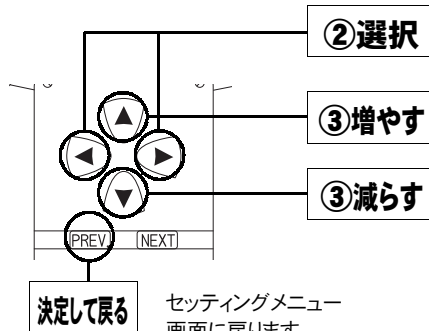 ②選択
③増やす
③減らす
PREV.
NEXT
決定して戻る
セッティングメニュー
画面に戻ります